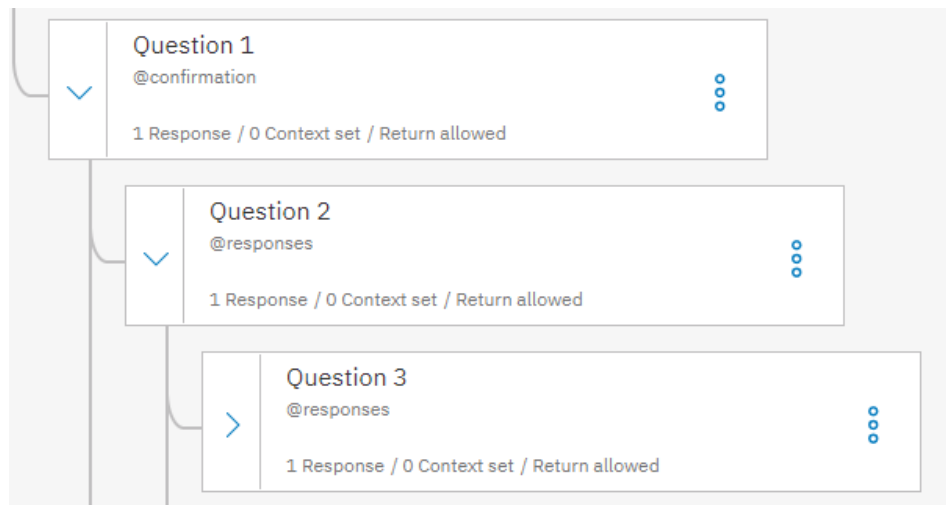 Question 1
@confirmation
1 Response / 0 Context set / Return allowed
Question 2
@responses
1 Response / 0 Context set / Return allowed
Question 3
@responses
1 Response / 0 Context set / Return allowed